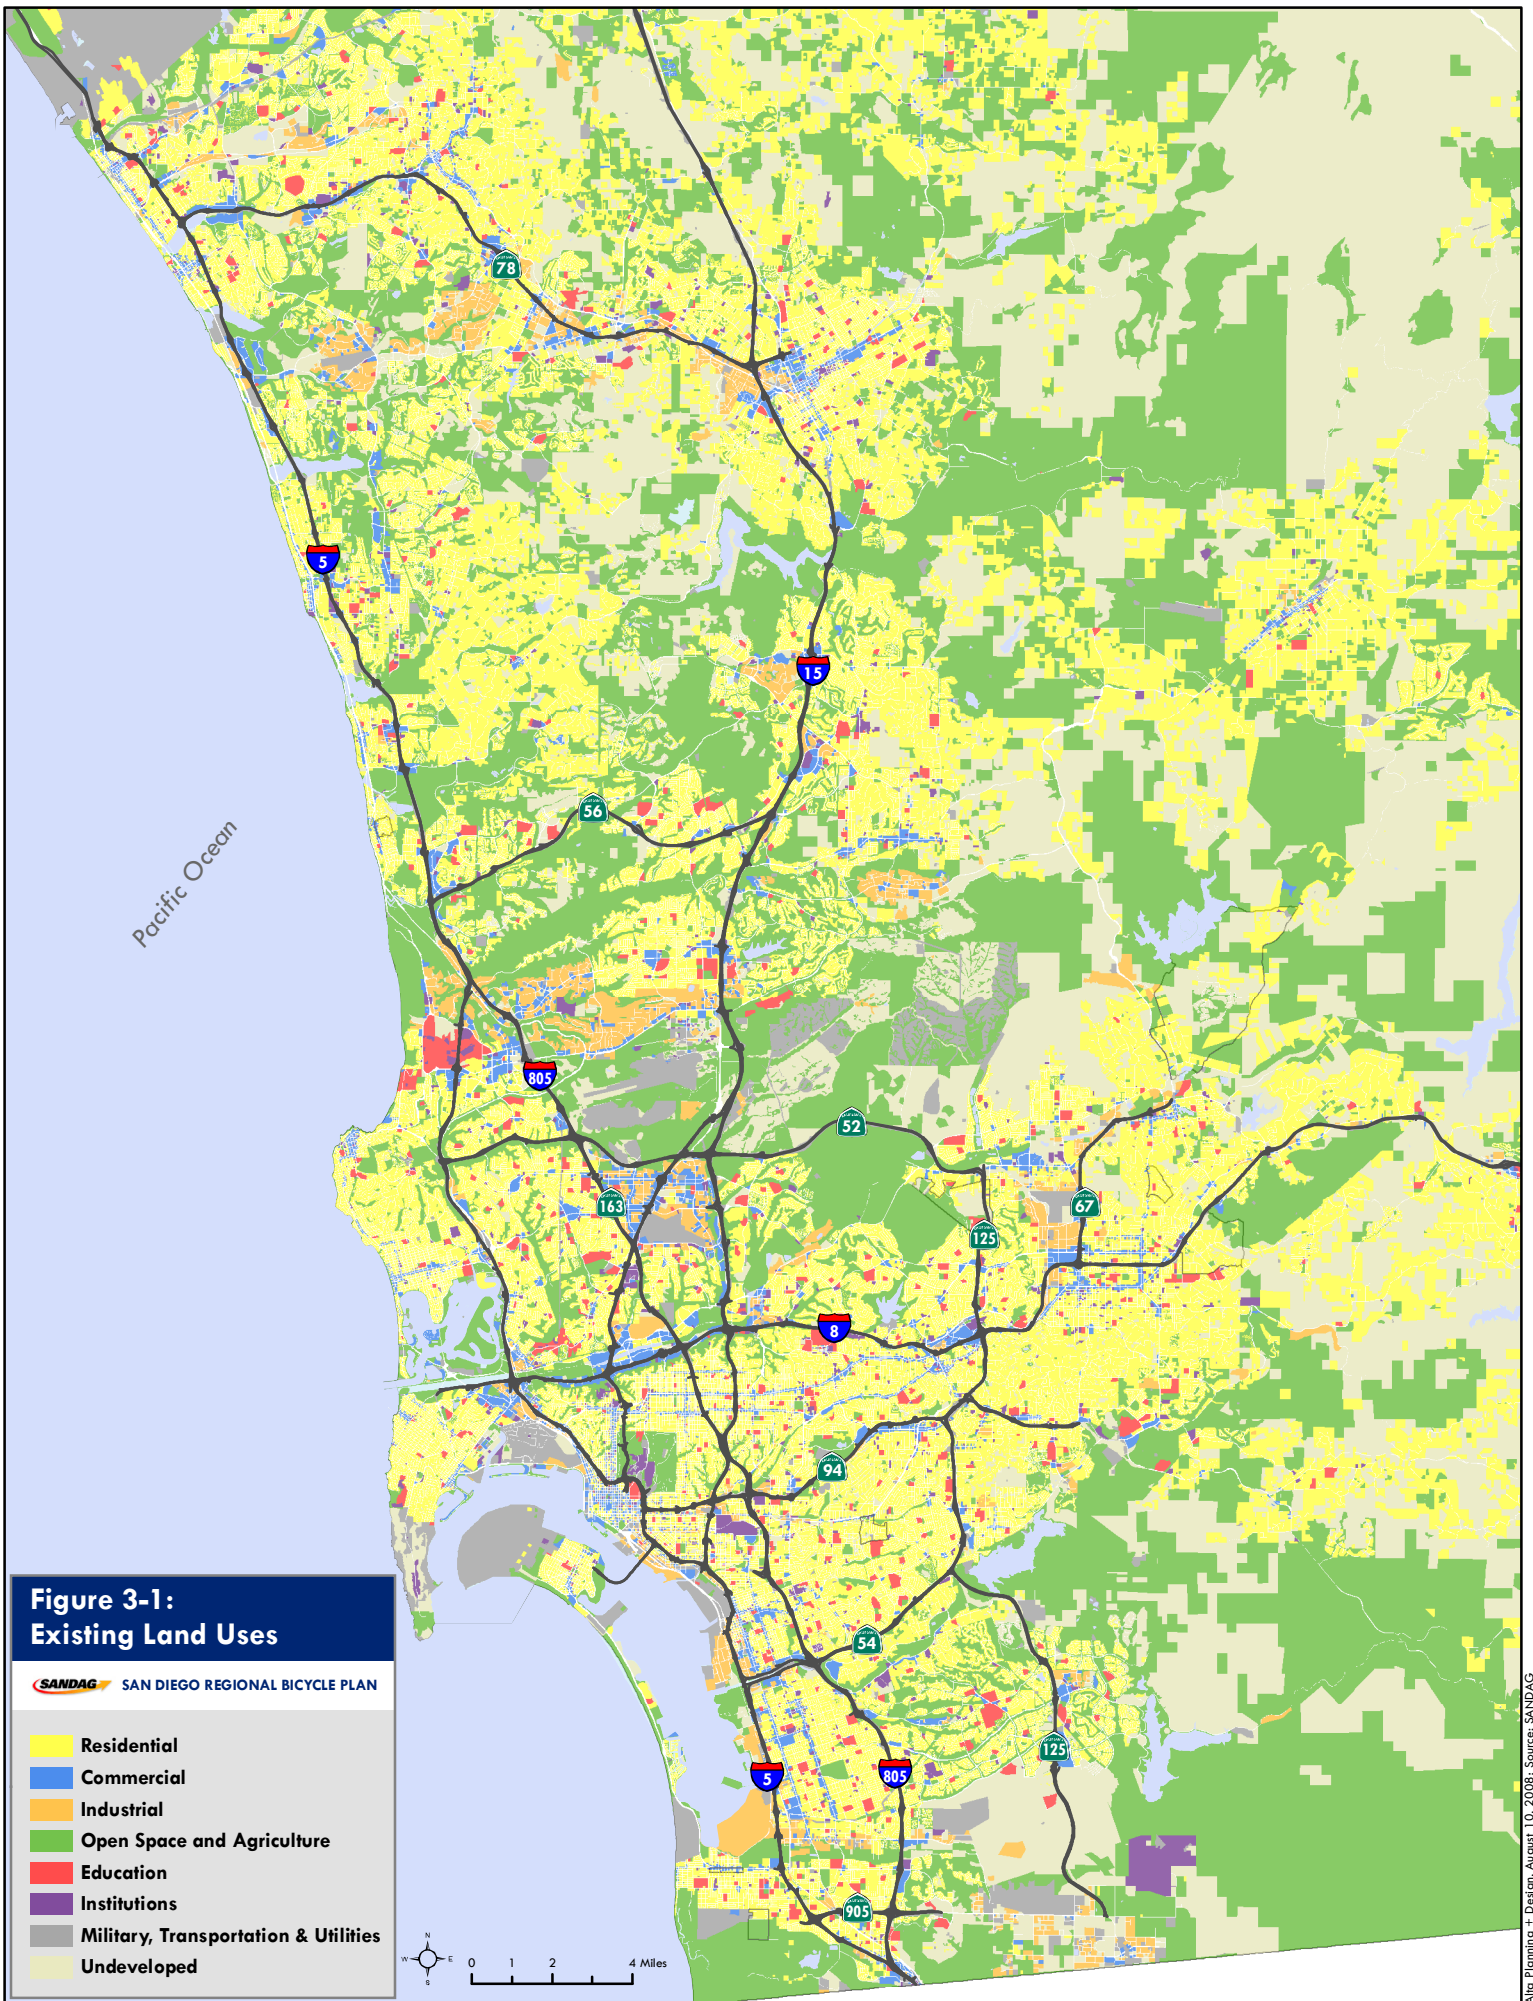 78
5
15
56
Pacific Ocean
805
52
163
67
125
8
94
54
125
5
805
905
Figure 3-1:
Existing Land Uses
SANDAG SAN DIEGO REGIONAL BICYCLE PLAN
Residential
Commercial
Industrial
Open Space and Agriculture
Education
Institutions
Military, Transportation & Utilities
Undeveloped
N
W E
S
0 1 2 4 Miles
Alta Planning + Design, August 10, 2008; Source: SANDAG